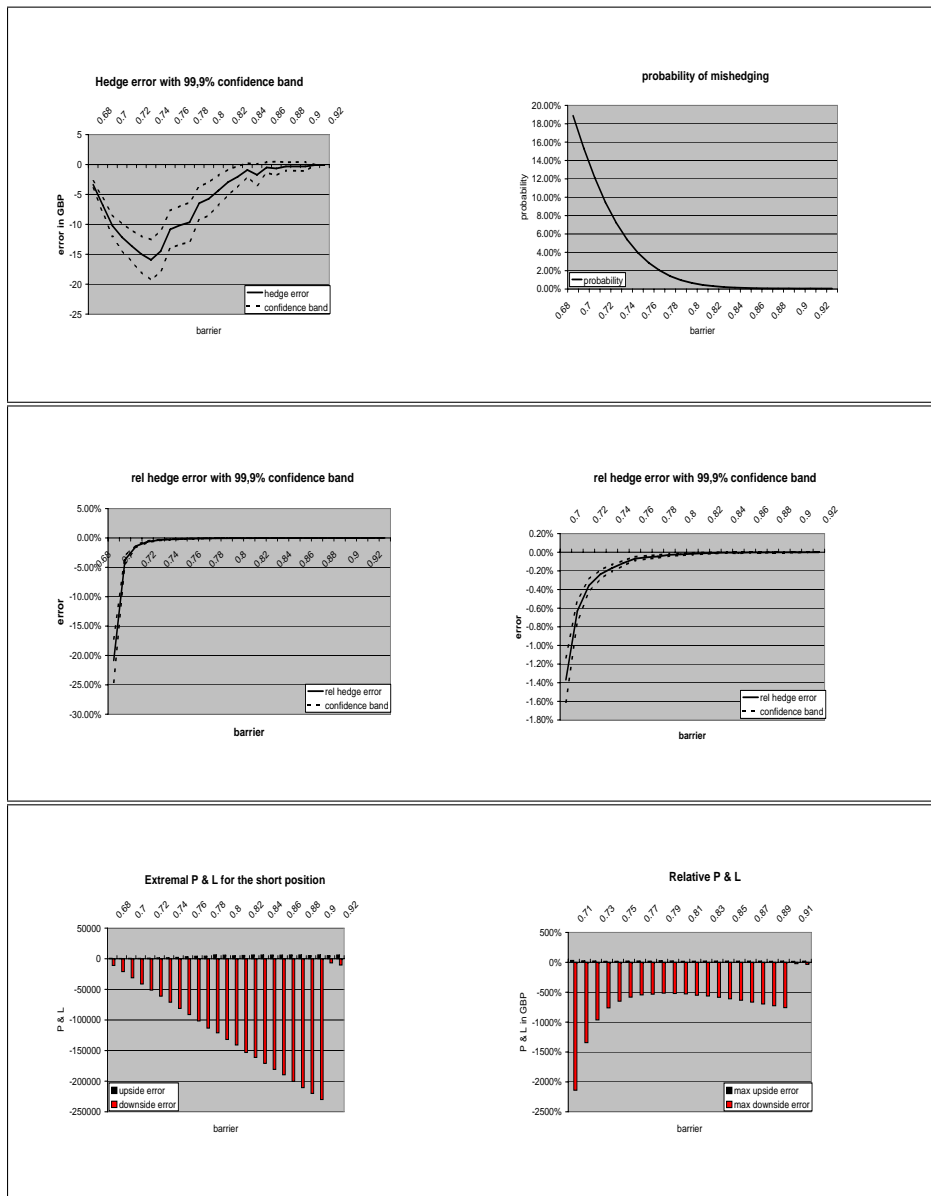 Hedge error with 99,9% confidence band
0.68 0.7 0.72 0.74 0.76 0.78 0.8 0.82 0.84 0.86 0.88 0.9 0.92
5
0
-5
-10
-15
-20
-25
error in GBP
hedge error
confidence band
barrier
probability of mishedging
20.00%
18.00%
16.00%
14.00%
12.00%
10.00%
8.00%
6.00%
4.00%
2.00%
0.00%
probability
probability
0.68 0.7 0.72 0.74 0.76 0.78 0.8 0.82 0.84 0.86 0.88 0.9 0.92
barrier
rel hedge error with 99,9% confidence band
5.00%
0.00%
-5.00%
-10.00%
-15.00%
-20.00%
-25.00%
-30.00%
error
0.68 0.7 0.72 0.74 0.76 0.78 0.8 0.82 0.84 0.86 0.88 0.9 0.92
rel hedge error
confidence band
barrier
rel hedge error with 99,9% confidence band
0.7 0.72 0.74 0.76 0.78 0.8 0.82 0.84 0.86 0.88 0.9 0.92
0.20%
0.00%
-0.20%
-0.40%
-0.60%
-0.80%
-1.00%
-1.20%
-1.40%
-1.60%
-1.80%
error
rel hedge error
confidence band
barrier
Extremal P & L for the short position
0.68 0.7 0.72 0.74 0.76 0.78 0.8 0.82 0.84 0.86 0.88 0.9 0.92
50000
0
-50000
-100000
-150000
-200000
-250000
P & L
upside error
downside error
barrier
Relative P & L
0.71 0.73 0.75 0.77 0.79 0.81 0.83 0.85 0.87 0.89 0.91
500%
0%
-500%
-1000%
-1500%
-2000%
-2500%
P & L in GBP
max upside error
max downside error
barrier